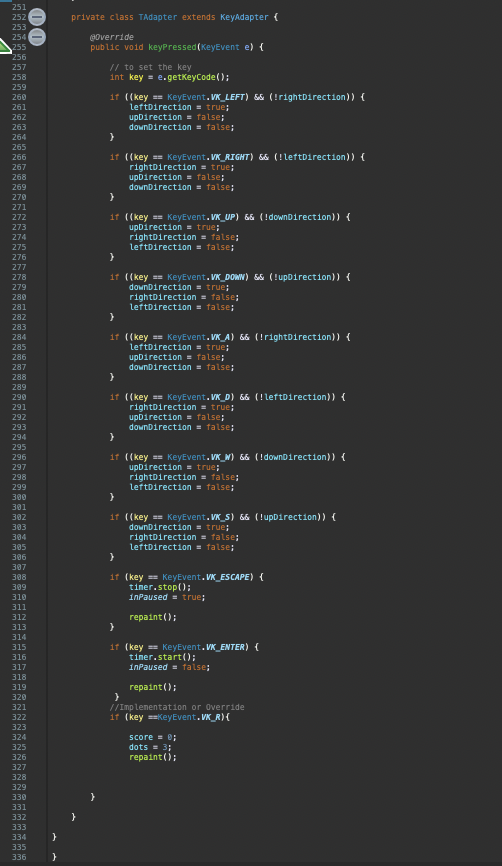 251
252 private class TAdapter extends KeyAdapter {
253
254 @Override
255 public void keyPressed(KeyEvent e) {
256
257 // to set the key
258 int key = e.getKeyCode();
259
260 if ((key == KeyEvent.VK_LEFT) && (!rightDirection)) {
261 leftDirection = true;
262 upDirection = false;
263 downDirection = false;
264 }
265
266 if ((key == KeyEvent.VK_RIGHT) && (!leftDirection)) {
267 rightDirection = true;
268 upDirection = false;
269 downDirection = false;
270 }
271
272 if ((key == KeyEvent.VK_UP) && (!downDirection)) {
273 upDirection = true;
274 rightDirection = false;
275 leftDirection = false;
276 }
277
278 if ((key == KeyEvent.VK_DOWN) && (!upDirection)) {
279 downDirection = true;
280 rightDirection = false;
281 leftDirection = false;
282 }
283
284 if ((key == KeyEvent.VK_A) && (!rightDirection)) {
285 leftDirection = true;
286 upDirection = false;
287 downDirection = false;
288 }
289
290 if ((key == KeyEvent.VK_D) && (!leftDirection)) {
291 rightDirection = true;
292 upDirection = false;
293 downDirection = false;
294 }
295
296 if ((key == KeyEvent.VK_W) && (!downDirection)) {
297 upDirection = true;
298 rightDirection = false;
299 leftDirection = false;
300 }
301
302 if ((key == KeyEvent.VK_S) && (!upDirection)) {
303 downDirection = true;
304 rightDirection = false;
305 leftDirection = false;
306 }
307
308 if (key == KeyEvent.VK_ESCAPE) {
309 timer.stop();
310 inPaused = true;
311
312 repaint();
313 }
314
315 if (key == KeyEvent.VK_ENTER) {
316 timer.start();
317 inPaused = false;
318
319 repaint();
320 }
321 //Implementation or Override
322 if (key ==KeyEvent.VK_R){
323
324 score = 0;
325 dots = 3;
326 repaint();
327
328
329
330 }
331
332 }
333
334 }
335
336 }